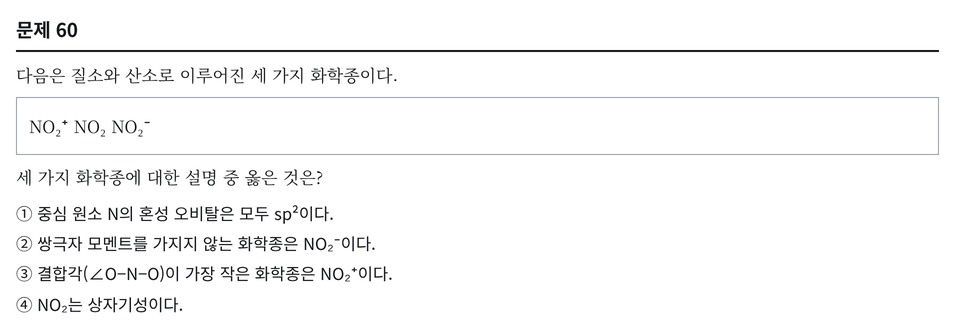 문제 60
다음은 질소와 산소로 이루어진 세 가지 화학종이다.
NO₂⁺ NO₂ NO₂⁻
세 가지 화학종에 대한 설명 중 옳은 것은?
① 중심 원소 N의 혼성 오비탈은 모두 sp²이다.
② 쌍극자 모멘트를 가지지 않는 화학종은 NO₂⁻이다.
③ 결합각(∠O−N−O)이 가장 작은 화학종은 NO₂⁺이다.
④ NO₂는 상자기성이다.